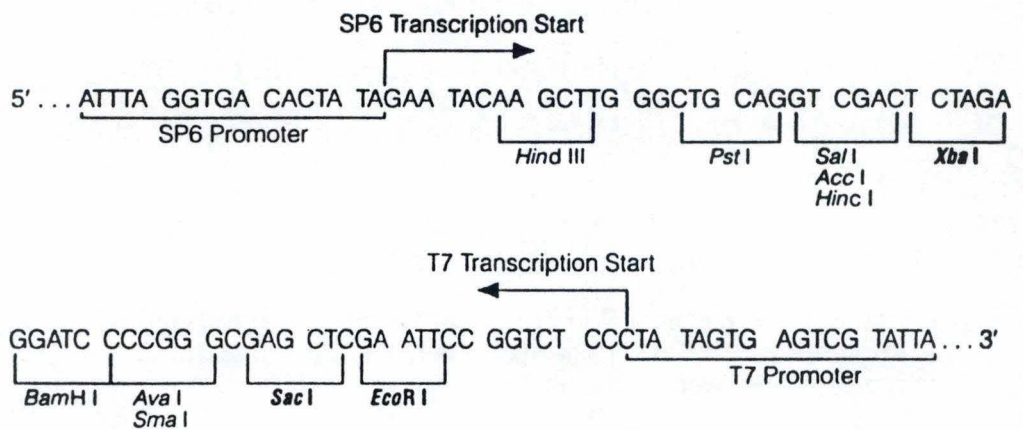 SP6 Transcription Start
5' ... ATTTA GGTGA CACTATA TAGAA TACAA GCTTG GGCTG CAGGT CGACT CTAGA
SP6 Promoter
Hind III
Pst I
Sal I
Xba I
Acc I
Hinc I
T7 Transcription Start
GGATC CCCGGG GCGAG CTCGA ATTCC GGTCT CCCTA TAGTG AGTCG TATTA ... 3'
T7 Promoter
BamH I
Ava I
Sac I
EcoR I
Sma I